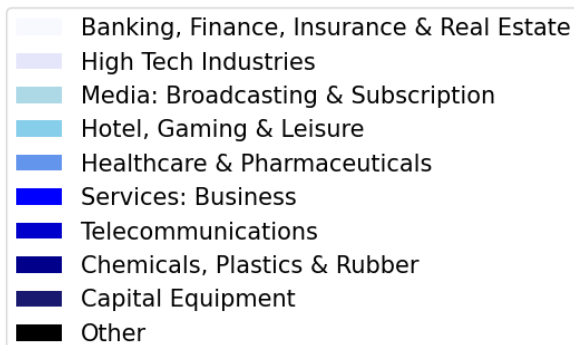 Banking, Finance, Insurance & Real Estate
High Tech Industries
Media: Broadcasting & Subscription
Hotel, Gaming & Leisure
Healthcare & Pharmaceuticals
Services: Business
Telecommunications
Chemicals, Plastics & Rubber
Capital Equipment
Other